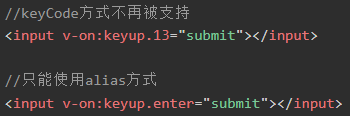 //keyCode方式不再被支持
<input v-on:keyup.13="submit"></input>
//只能使用alias方式
<input v-on:keyup.enter="submit"></input>